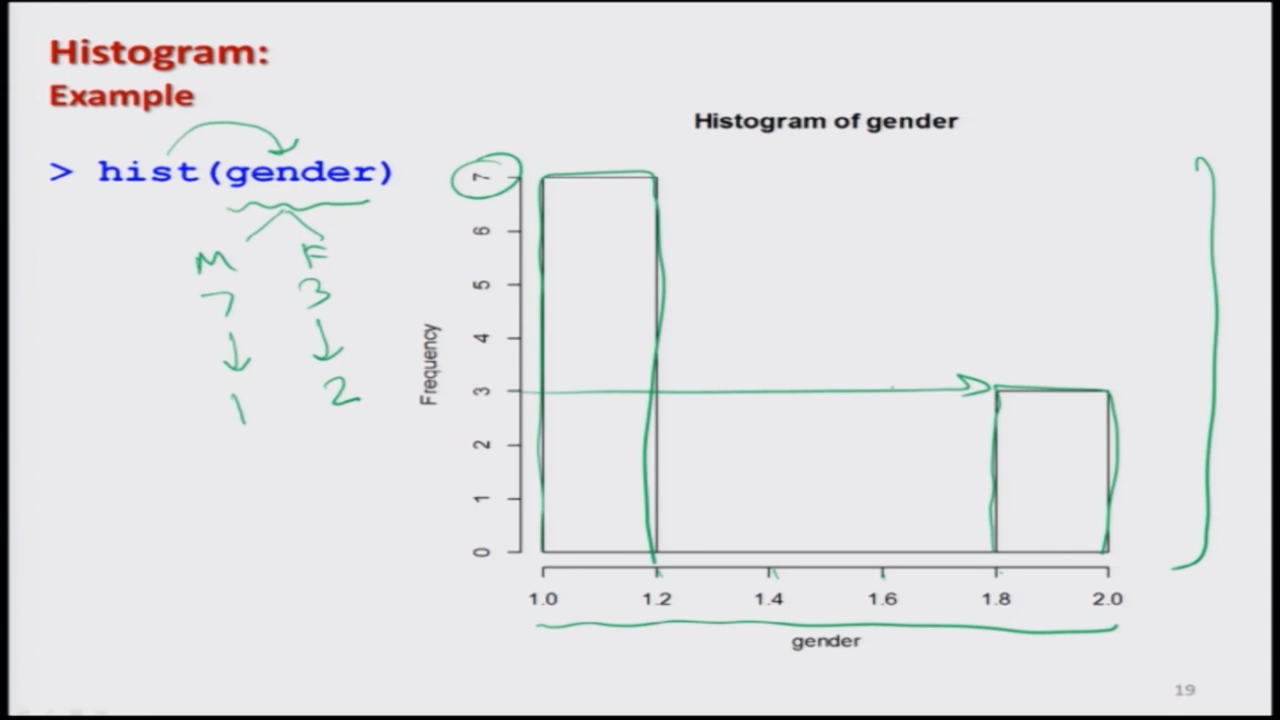 Histogram:
Example
> hist(gender)
M F
7 3
1 2
Histogram of gender
Frequency
7
6
5
4
3
2
1
0
1.0 1.2 1.4 1.6 1.8 2.0
gender
19